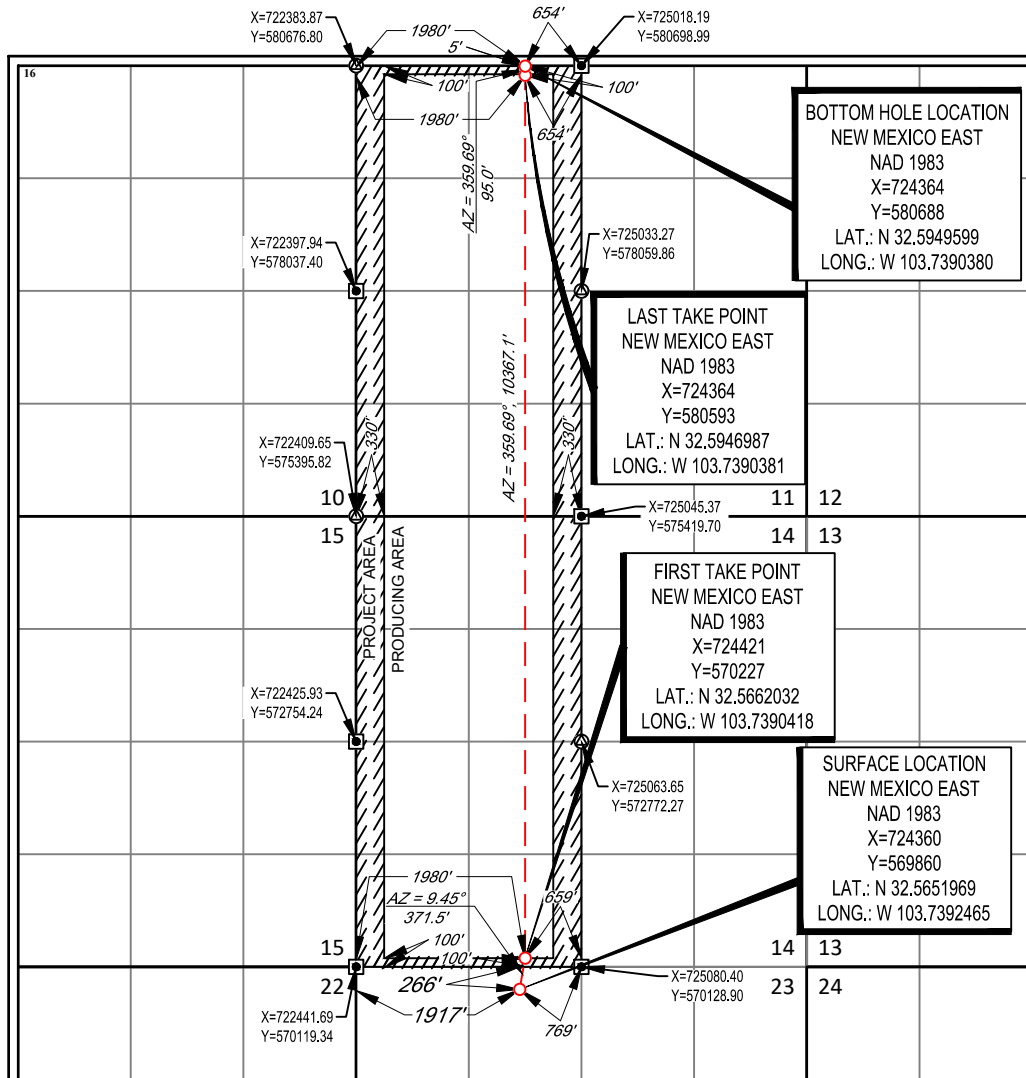 X=722383.87
Y=580676.80
1980'
5'
654'
X=725018.19
Y=580698.99
16
100'
100'
1980'
654'
AZ = 359.69°
95.0'
BOTTOM HOLE LOCATION
NEW MEXICO EAST
NAD 1983
X=724364
Y=580688
LAT.: N 32.5949599
LONG.: W 103.7390380
X=722397.94
Y=578037.40
X=725033.27
Y=578059.86
LAST TAKE POINT
NEW MEXICO EAST
NAD 1983
X=724364
Y=580593
LAT.: N 32.5946987
LONG.: W 103.7390381
AZ = 359.69°, 10367.1'
X=722409.65
Y=575395.82
330'
330'
X=725045.37
Y=575419.70
10
11
12
15
14
13
PROJECT AREA
PRODUCING AREA
FIRST TAKE POINT
NEW MEXICO EAST
NAD 1983
X=724421
Y=570227
LAT.: N 32.5662032
LONG.: W 103.7390418
X=722425.93
Y=572754.24
X=725063.65
Y=572772.27
SURFACE LOCATION
NEW MEXICO EAST
NAD 1983
X=724360
Y=569860
LAT.: N 32.5651969
LONG.: W 103.7392465
1980'
AZ = 9.45°
371.5'
659'
100'
100'
15
14
13
22
266'
X=725080.40
Y=570128.90
23
24
X=722441.69
Y=570119.34
1917'
769'